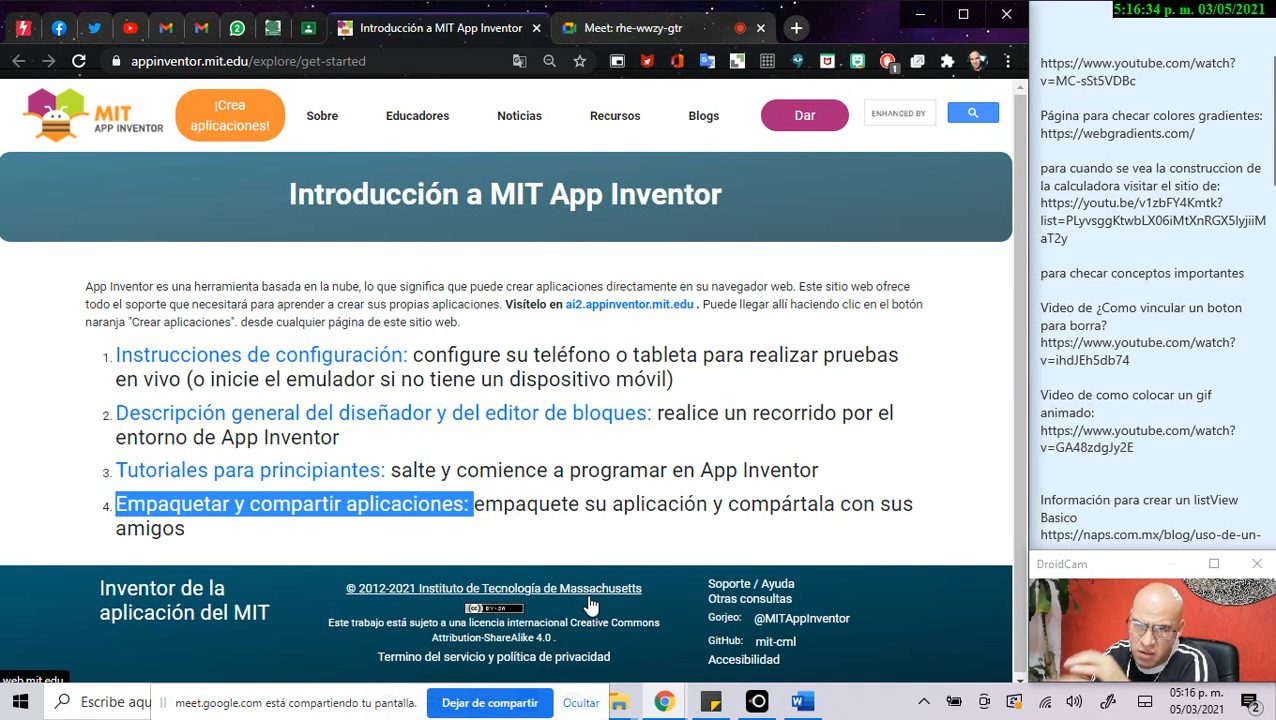 Introducción a MIT App Inventor
Meet: rhe-wwzy-gtr
5:16:34 p. m. 03/05/2021
appinventor.mit.edu/explore/get-started
1
MIT
APP INVENTOR
¡Crea
aplicaciones!
Sobre
Educadores
Noticias
Recursos
Blogs
Dar
ENHANCED BY
Introducción a MIT App Inventor
App Inventor es una herramienta basada en la nube, lo que significa que puede crear aplicaciones directamente en su navegador web. Este sitio web ofrece
todo el soporte que necesitará para aprender a crear sus propias aplicaciones. Visítelo en ai2.appinventor.mit.edu . Puede llegar allí haciendo clic en el botón
naranja "Crear aplicaciones". desde cualquier página de este sitio web.
1. Instrucciones de configuración: configure su teléfono o tableta para realizar pruebas
en vivo (o inicie el emulador si no tiene un dispositivo móvil)
2. Descripción general del diseñador y del editor de bloques: realice un recorrido por el
entorno de App Inventor
3. Tutoriales para principiantes: salte y comience a programar en App Inventor
4. Empaquetar y compartir aplicaciones: empaquete su aplicación y compártala con sus
amigos
Inventor de la
aplicación del MIT
© 2012-2021 Instituto de Tecnología de Massachusetts
cc BY-SA
Este trabajo está sujeto a una licencia internacional Creative Commons
Attribution-ShareAlike 4.0 .
Termino del servicio y política de privacidad
Soporte / Ayuda
Otras consultas
Gorjeo: @MITAppInventor
GitHub: mit-cml
Accesibilidad
web.mit.edu
https://www.youtube.com/watch?
v=MC-sSt5VDBc
Página para checar colores gradientes:
https://webgradients.com/
para cuando se vea la construccion de
la calculadora visitar el sitio de:
https://youtu.be/v1zbFY4Kmtk?
list=PLyvsggKtwbLX06iMtXnRGX5lyjiiM
aT2y
para checar conceptos importantes
Video de ¿Como vincular un boton
para borra?
https://www.youtube.com/watch?
v=ihdJEh5db74
Video de como colocar un gif
animado:
https://www.youtube.com/watch?
v=GA48zdgJy2E
Información para crear un listView
Basico
https://naps.com.mx/blog/uso-de-un-
DroidCam
Escribe aqu
meet.google.com está compartiendo tu pantalla.
Dejar de compartir
Ocultar
05:16 p. m.
05/03/2021
2